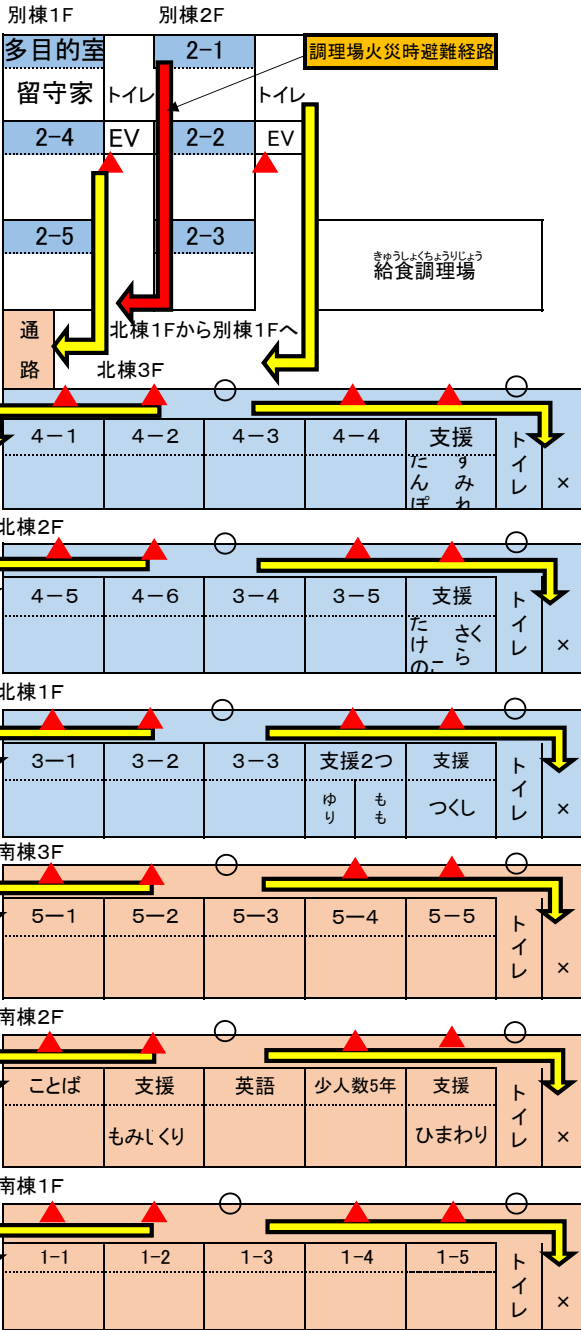 別棟1F 別棟2F
多目的室 2-1 調理場火災時避難経路
留守家 トイレ トイレ
2-4 EV 2-2 EV
2-5 2-3
きゅうしょくちょうりじょう
給食調理場
通路 北棟1Fから別棟1Fへ
北棟3F
4-1 4-2 4-3 4-4 支援 トイレ ×
たんぽ すみれ
北棟2F
4-5 4-6 3-4 3-5 支援 トイレ ×
たけのこ さくら
北棟1F
3-1 3-2 3-3 支援2つ 支援 トイレ ×
ゆり もも つくし
南棟3F
5-1 5-2 5-3 5-4 5-5 トイレ ×
南棟2F
ことば 支援 英語 少人数5年 支援 トイレ ×
もみじくり ひまわり
南棟1F
1-1 1-2 1-3 1-4 1-5 トイレ ×